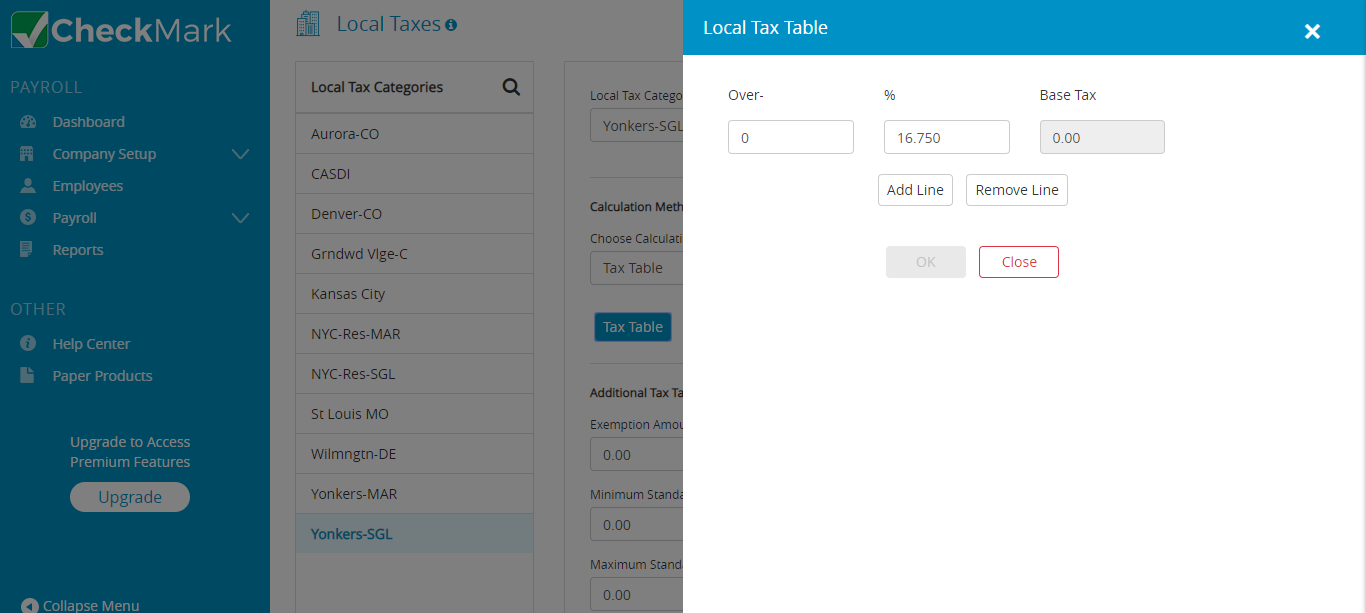 CheckMark
PAYROLL
Dashboard
Company Setup
Employees
Payroll
Reports
OTHER
Help Center
Paper Products
Upgrade to Access
Premium Features
Upgrade
Collapse Menu
Local Taxes
Local Tax Categories
Aurora-CO
CASDI
Denver-CO
Grndwd Vlge-C
Kansas City
NYC-Res-MAR
NYC-Res-SGL
St Louis MO
Wilmngtn-DE
Yonkers-MAR
Yonkers-SGL
Local Tax Catego
Yonkers-SGL
Calculation Meth
Choose Calculati
Tax Table
Tax Table
Additional Tax Ta
Exemption Amou
0.00
Minimum Standa
0.00
Maximum Standa
0.00
Local Tax Table
Over- % Base Tax
0 16.750 0.00
Add Line Remove Line
OK Close